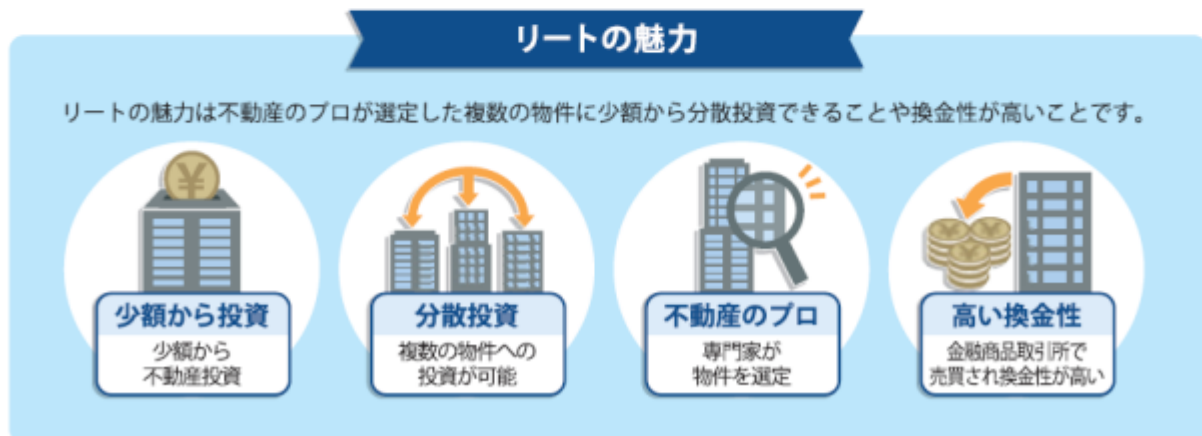 リートの魅力
リートの魅力は不動産のプロが選定した複数の物件に少額から分散投資できることや換金性が高いことです。
少額から投資
少額から
不動産投資
分散投資
複数の物件への
投資が可能
不動産のプロ
専門家が
物件を選定
高い換金性
金融商品取引所で
売買され換金性が高い